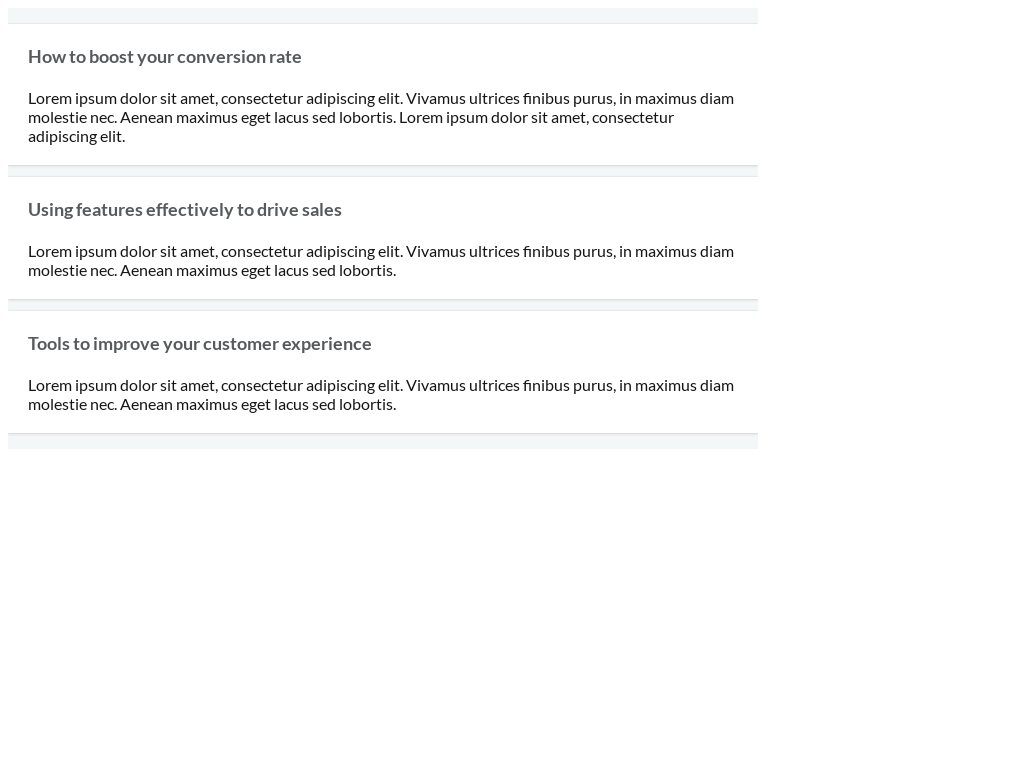 How to boost your conversion rate
Lorem ipsum dolor sit amet, consectetur adipiscing elit. Vivamus ultrices finibus purus, in maximus diam
molestie nec. Aenean maximus eget lacus sed lobortis. Lorem ipsum dolor sit amet, consectetur
adipiscing elit.
Using features effectively to drive sales
Lorem ipsum dolor sit amet, consectetur adipiscing elit. Vivamus ultrices finibus purus, in maximus diam
molestie nec. Aenean maximus eget lacus sed lobortis.
Tools to improve your customer experience
Lorem ipsum dolor sit amet, consectetur adipiscing elit. Vivamus ultrices finibus purus, in maximus diam
molestie nec. Aenean maximus eget lacus sed lobortis.